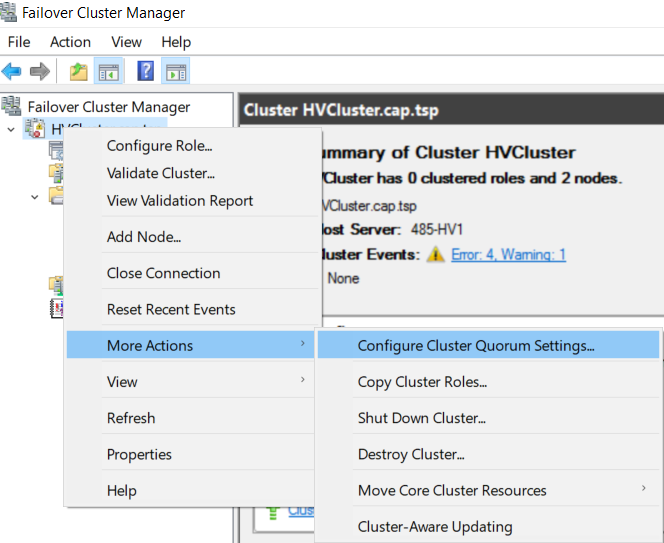 Failover Cluster Manager
File Action View Help
Failover Cluster Manager
Cluster HVCluster.cap.tsp
Configure Role...
Validate Cluster...
View Validation Report
Add Node...
Close Connection
Reset Recent Events
More Actions
View
Refresh
Properties
Help
ummary of Cluster HVCluster
Cluster has 0 clustered roles and 2 nodes.
VCluster.cap.tsp
ost Server: 485-HV1
luster Events: Error: 4, Warning: 1
None
Configure Cluster Quorum Settings...
Copy Cluster Roles...
Shut Down Cluster...
Destroy Cluster...
Move Core Cluster Resources
Cluster-Aware Updating